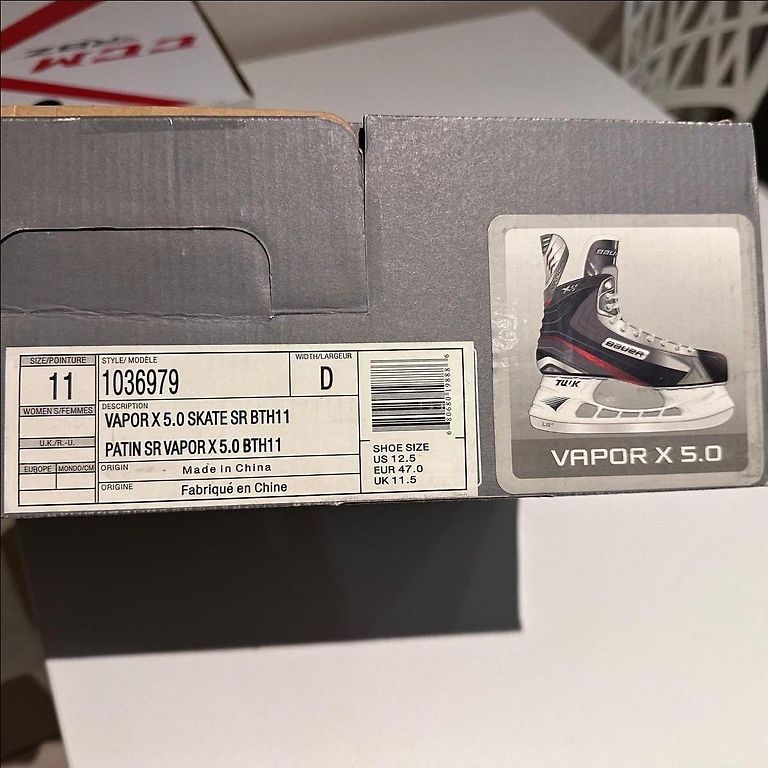 CCM
RBZ
SIZE/POINTURE
11
WOMEN'S/FEMMES
U.K./R.-U.
EUROPE
MONDO/CM
STYLE/ MODÈLE
1036979
WIDTH/LARGEUR
D
DESCRIPTION
VAPOR X 5.0 SKATE SR BTH11
PATIN SR VAPOR X 5.0 BTH11
ORIGIN
Made in China
ORIGINE
Fabriqué en Chine
SHOE SIZE
US 12.5
EUR 47.0
UK 11.5
BAUER
TUUK
VAPOR X 5.0